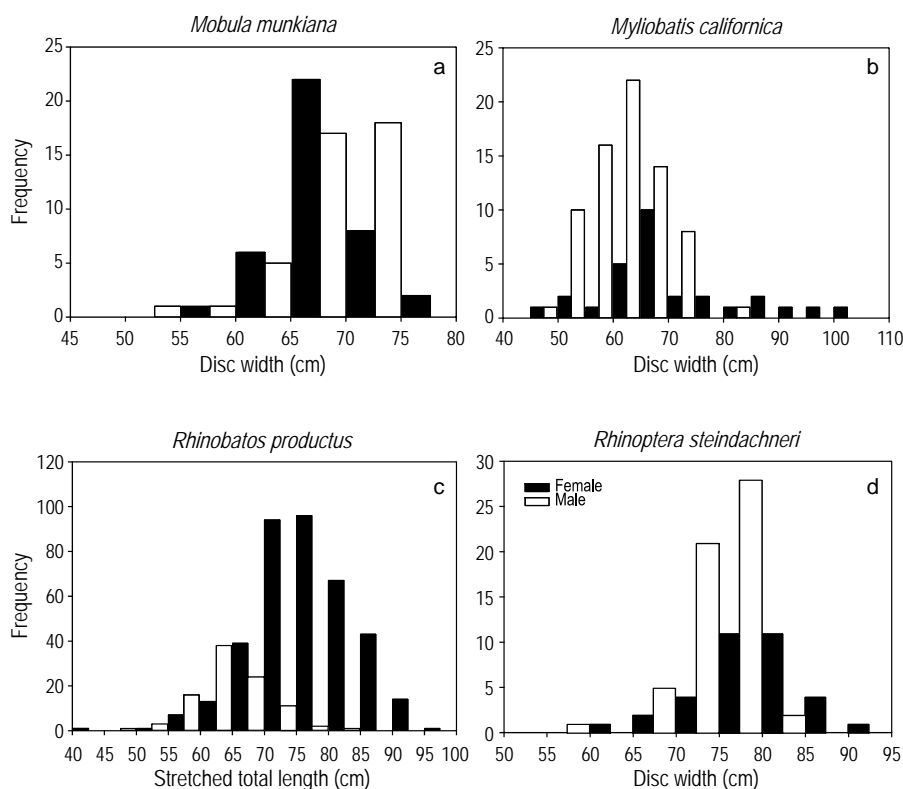 Mobula munkiana
a
25
20
15
10
5
0
Frequency
45 50 55 60 65 70 75 80
Disc width (cm)
Myliobatis californica
b
25
20
15
10
5
0
40 50 60 70 80 90 100 110
Disc width (cm)
Rhinobatos productus
c
120
100
80
60
40
20
0
Frequency
40 45 50 55 60 65 70 75 80 85 90 95 100
Stretched total length (cm)
Rhinoptera steindachneri
d
Female
Male
30
25
20
15
10
5
0
50 55 60 65 70 75 80 85 90 95
Disc width (cm)